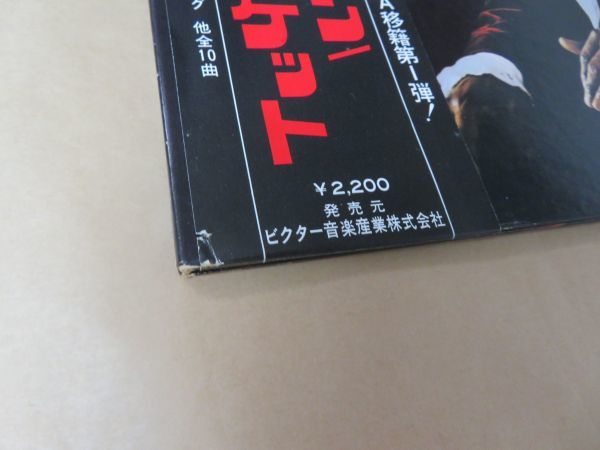 A移籍第1弾!
ン
ケット
グ 他全10曲
¥2,200
発売元
ビクター音楽産業株式会社